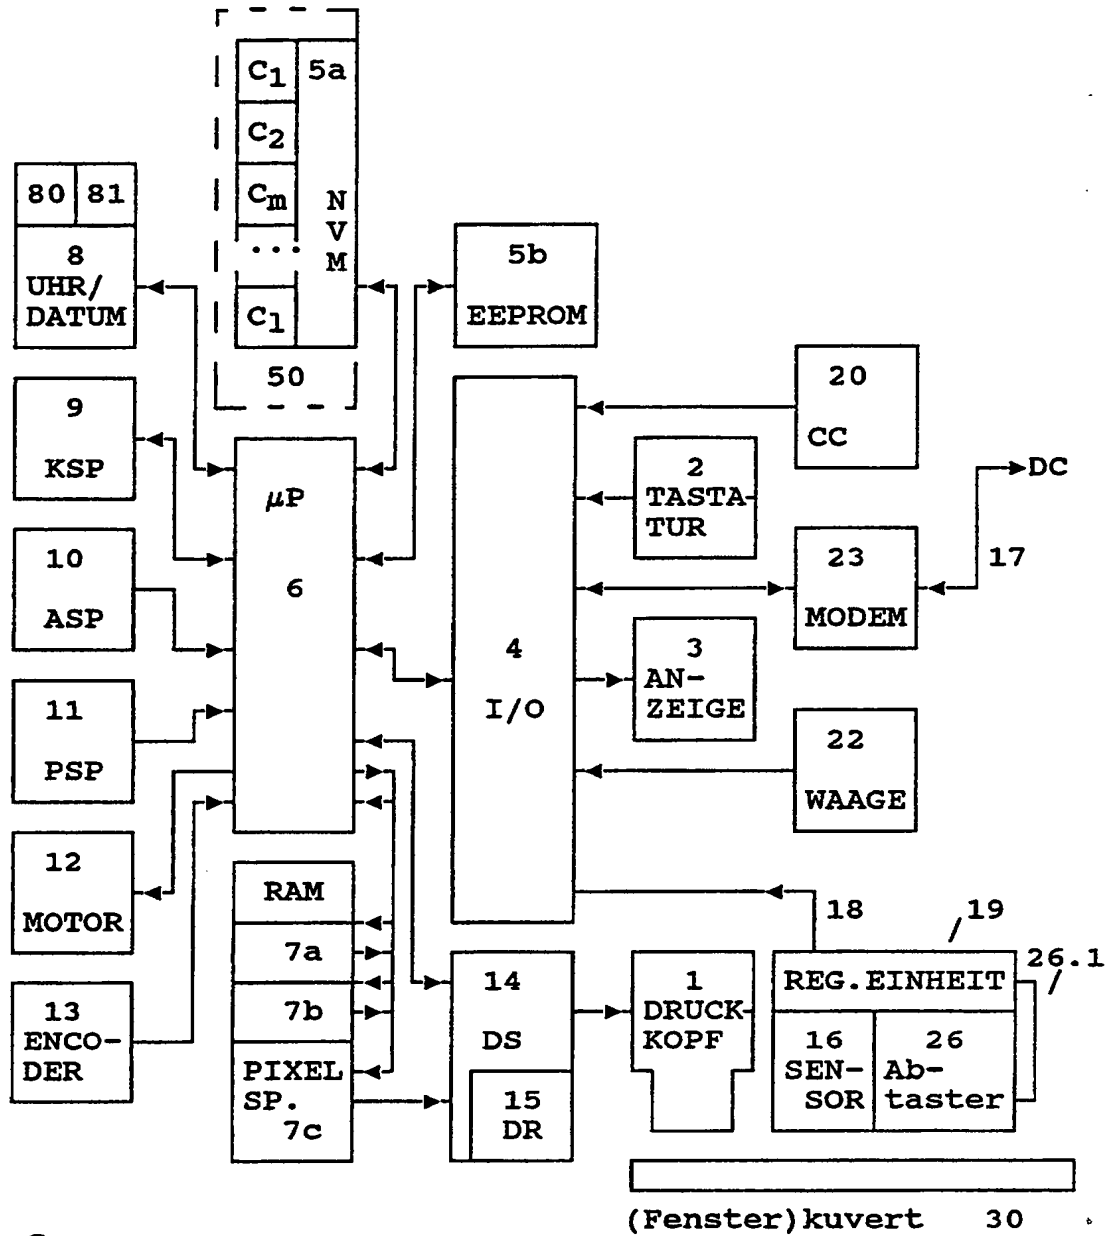 C1 5a
C2
Cm
...
C1
NVM
50
80 81
8
UHR/
DATUM
5b
EEPROM
9
KSP
10
ASP
11
PSP
12
MOTOR
13
ENCO-
DER
µP
6
RAM
7a
7b
PIXEL
SP.
7c
4
I/O
20
CC
2
TASTA-
TUR
DC
17
23
MODEM
3
AN-
ZEIGE
22
WAAGE
18
19
26.1
14
DS
15
DR
1
DRUCK-
KOPF
REG.EINHEIT
16
SEN-
SOR
26
Ab-
taster
(Fenster)kuvert 30